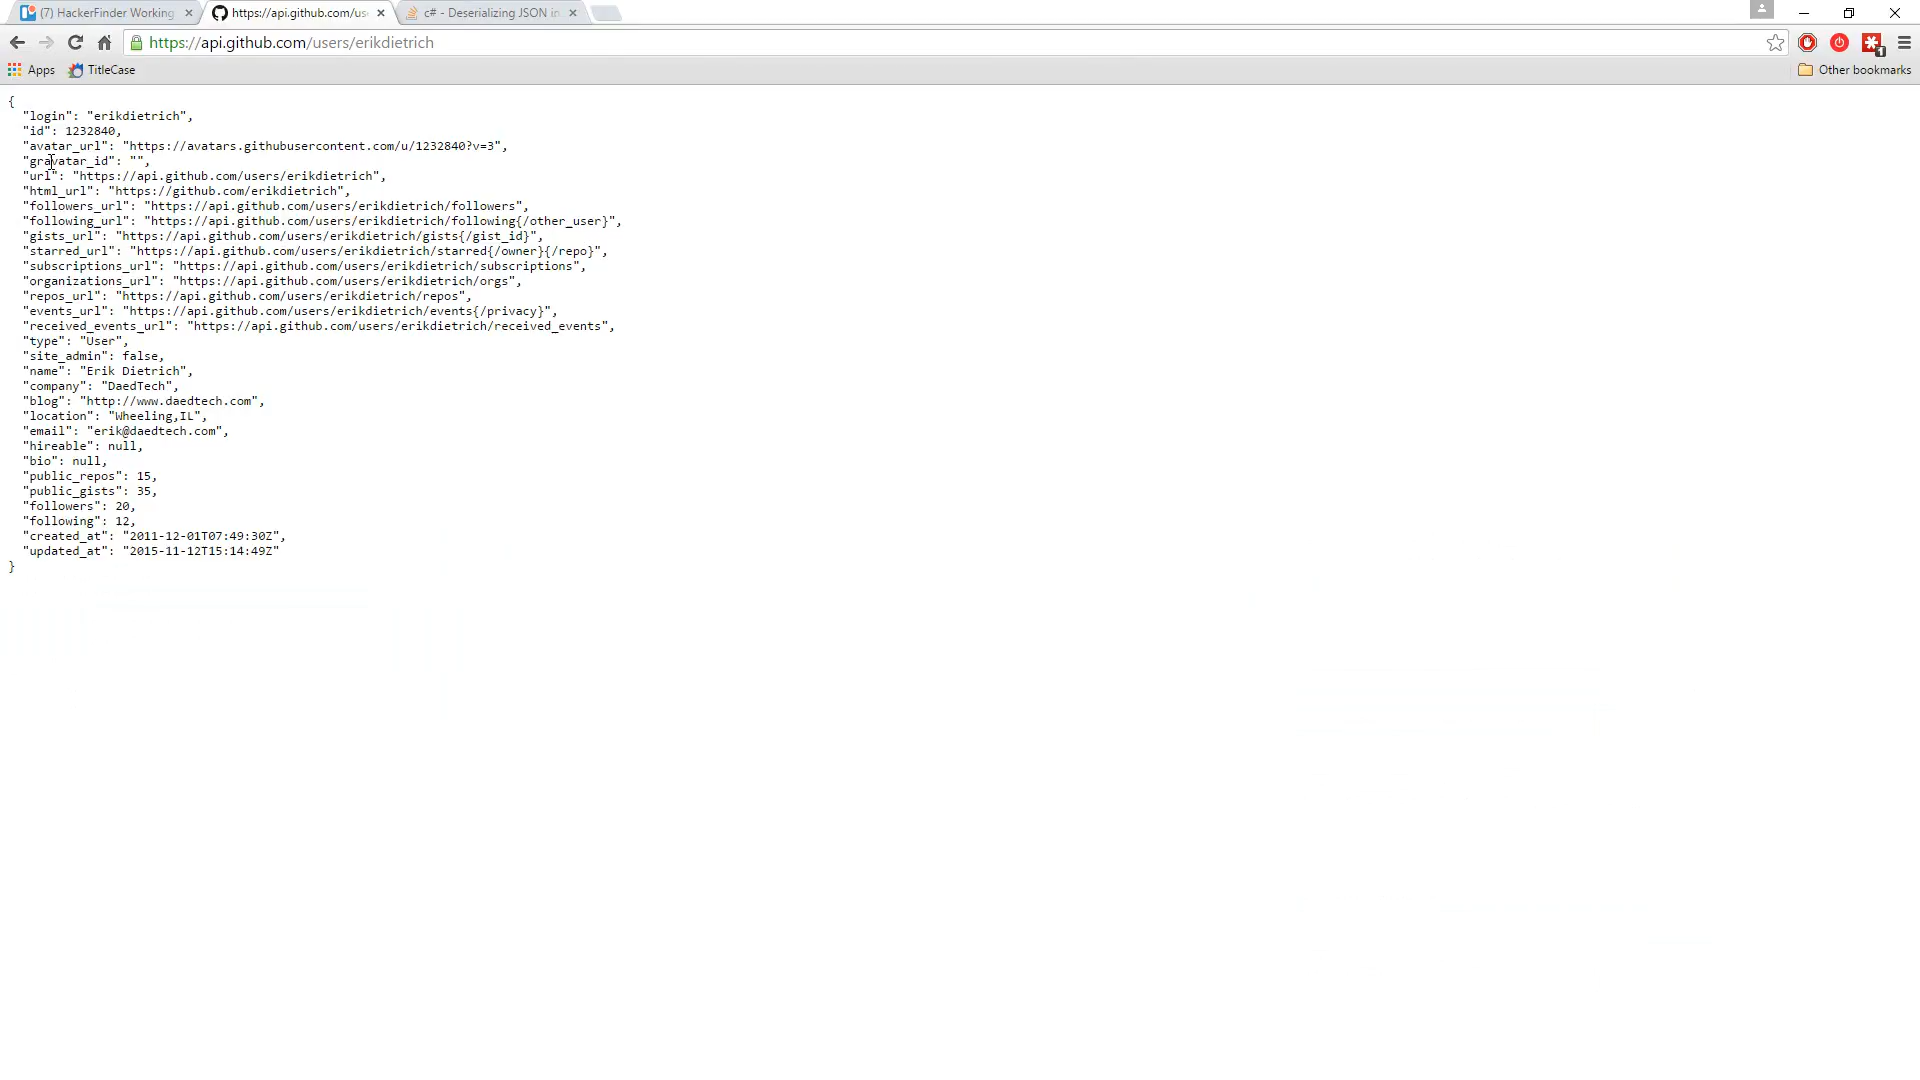 (7) HackerFinder Working
https://api.github.com/us
c# - Deserializing JSON in
https://api.github.com/users/erikdietrich
1
Apps TitleCase Other bookmarks
{
"login": "erikdietrich",
"id": 1232840,
"avatar_url": "https://avatars.githubusercontent.com/u/1232840?v=3",
"gravatar_id": "",
"url": "https://api.github.com/users/erikdietrich",
"html_url": "https://github.com/erikdietrich",
"followers_url": "https://api.github.com/users/erikdietrich/followers",
"following_url": "https://api.github.com/users/erikdietrich/following{/other_user}",
"gists_url": "https://api.github.com/users/erikdietrich/gists{/gist_id}",
"starred_url": "https://api.github.com/users/erikdietrich/starred{/owner}{/repo}",
"subscriptions_url": "https://api.github.com/users/erikdietrich/subscriptions",
"organizations_url": "https://api.github.com/users/erikdietrich/orgs",
"repos_url": "https://api.github.com/users/erikdietrich/repos",
"events_url": "https://api.github.com/users/erikdietrich/events{/privacy}",
"received_events_url": "https://api.github.com/users/erikdietrich/received_events",
"type": "User",
"site_admin": false,
"name": "Erik Dietrich",
"company": "DaedTech",
"blog": "http://www.daedtech.com",
"location": "Wheeling,IL",
"email": "erik@daedtech.com",
"hireable": null,
"bio": null,
"public_repos": 15,
"public_gists": 35,
"followers": 20,
"following": 12,
"created_at": "2011-12-01T07:49:30Z",
"updated_at": "2015-11-12T15:14:49Z"
}